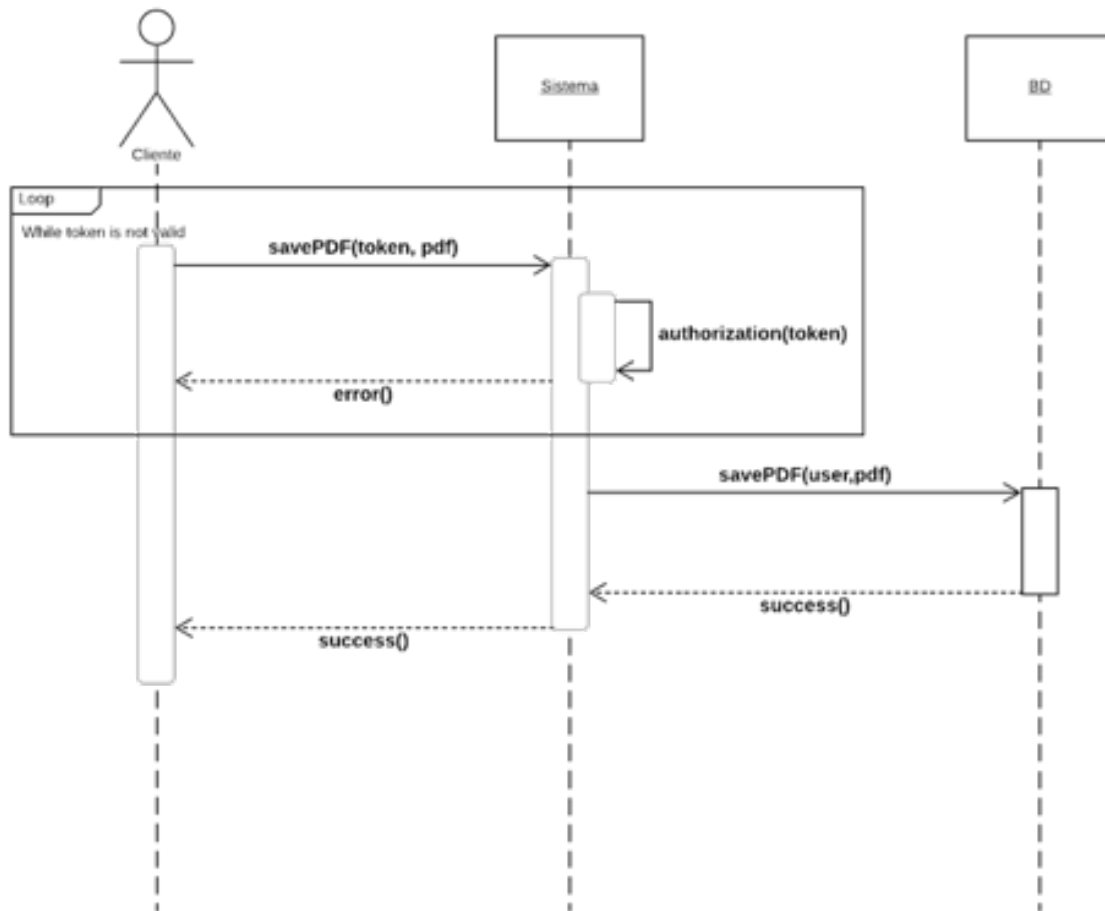 Cliente
Sistema
BD
Loop
While token is not valid
savePDF(token, pdf)
authorization(token)
error()
savePDF(user,pdf)
success()
success()